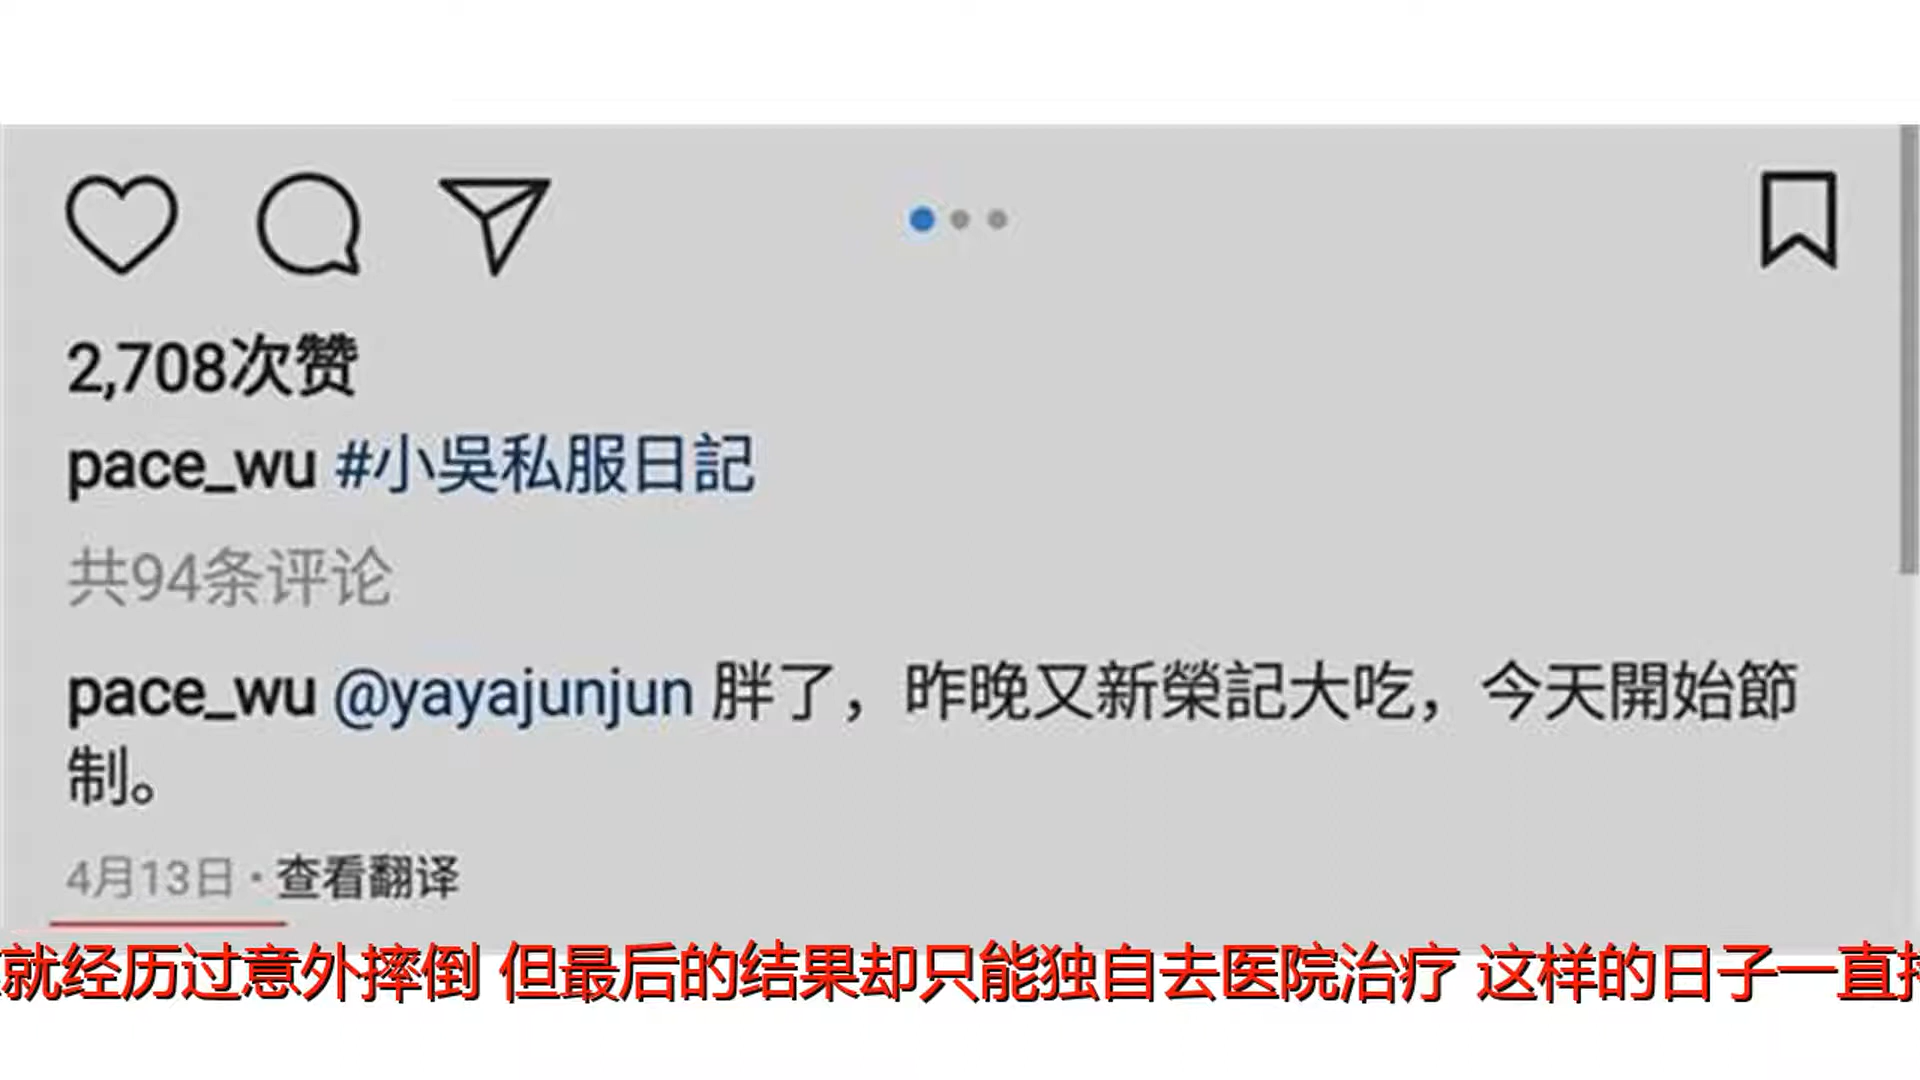 2,708次赞
pace_wu #小吳私服日記
共94条评论
pace_wu @yayajunjun 胖了，昨晚又新榮記大吃，今天開始節
制。
4月13日 · 查看翻译
就经历过意外摔倒 但最后的结果却只能独自去医院治疗 这样的日子一直